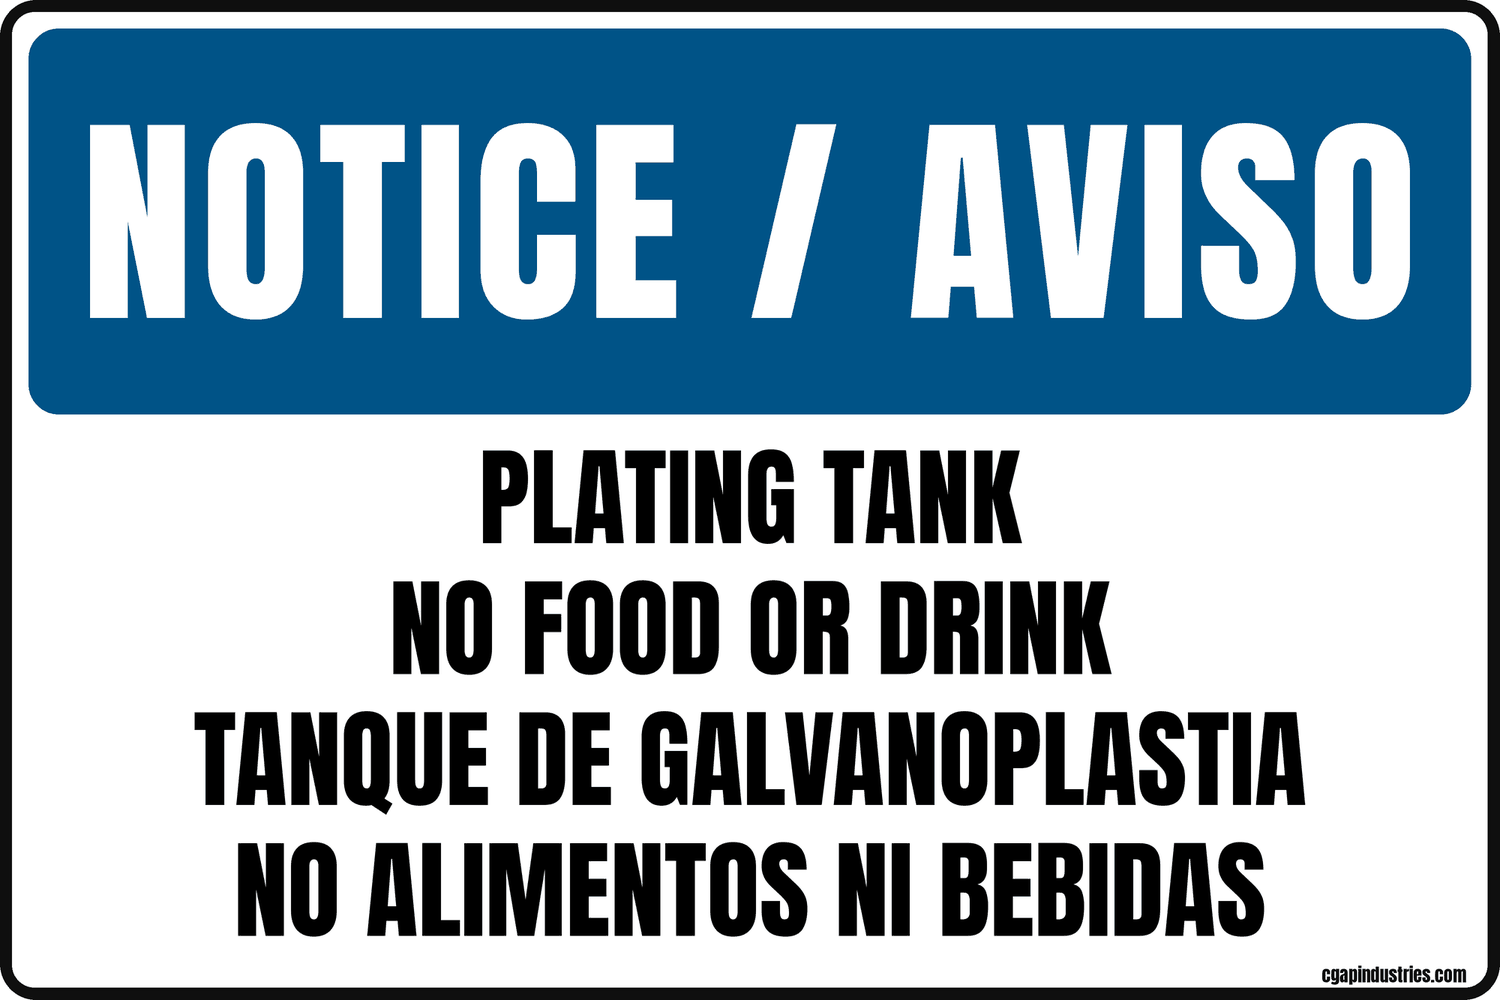 NOTICE / AVISO
PLATING TANK
NO FOOD OR DRINK
TANQUE DE GALVANOPLASTIA
NO ALIMENTOS NI BEBIDAS
cgapindustries.com